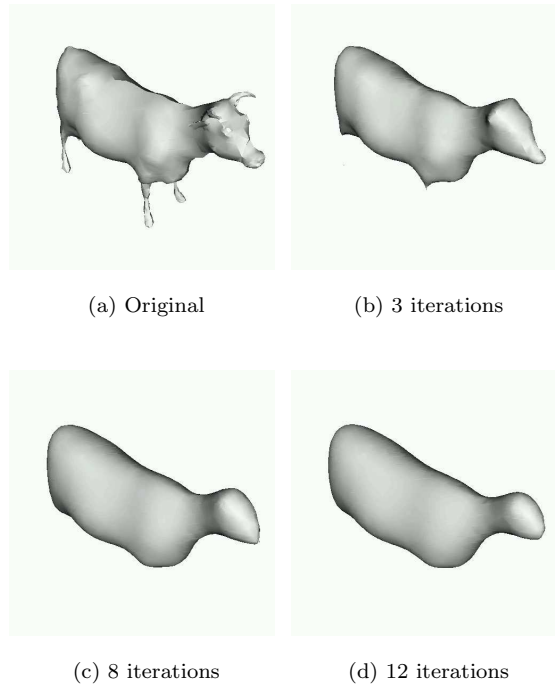 (a) Original
(b) 3 iterations
(c) 8 iterations
(d) 12 iterations